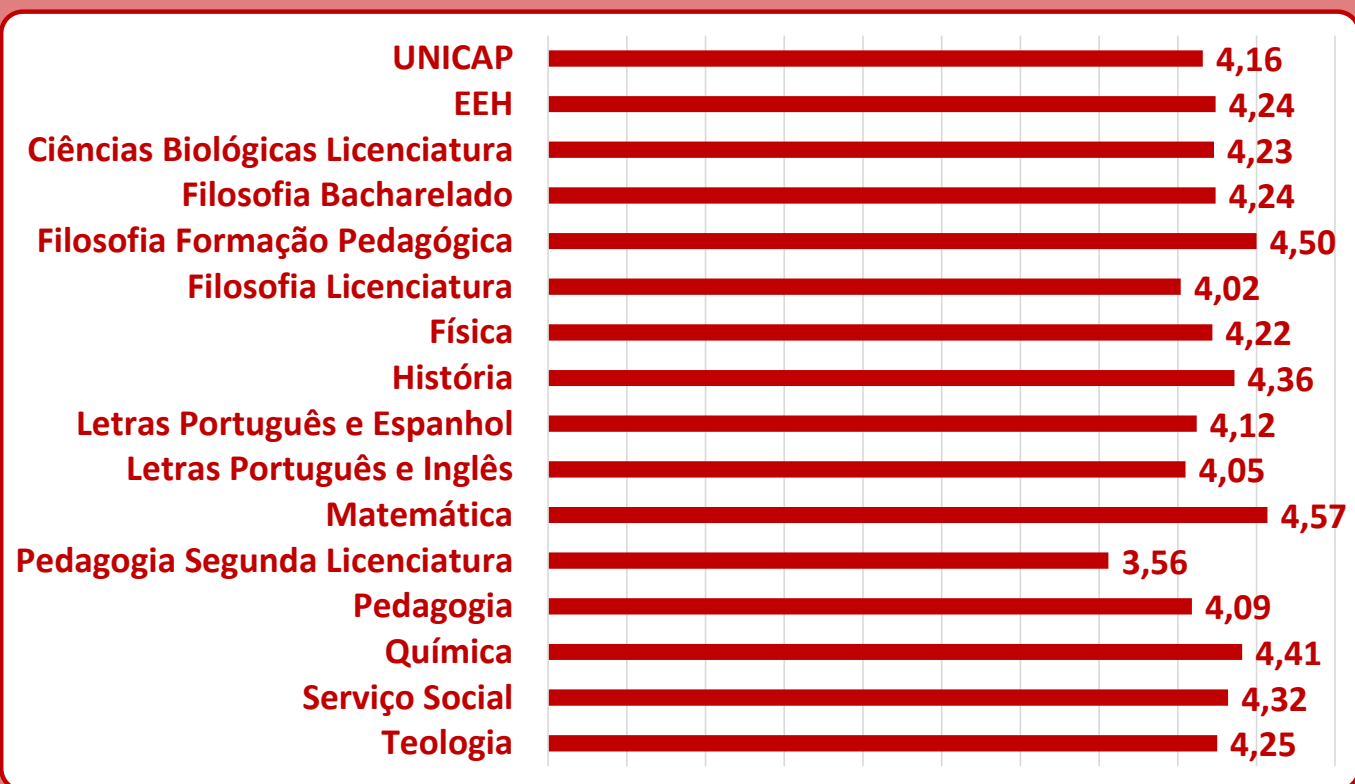 UNICAP 4,16
EEH 4,24
Ciências Biológicas Licenciatura 4,23
Filosofia Bacharelado 4,24
Filosofia Formação Pedagógica 4,50
Filosofia Licenciatura 4,02
Física 4,22
História 4,36
Letras Português e Espanhol 4,12
Letras Português e Inglês 4,05
Matemática 4,57
Pedagogia Segunda Licenciatura 3,56
Pedagogia 4,09
Química 4,41
Serviço Social 4,32
Teologia 4,25